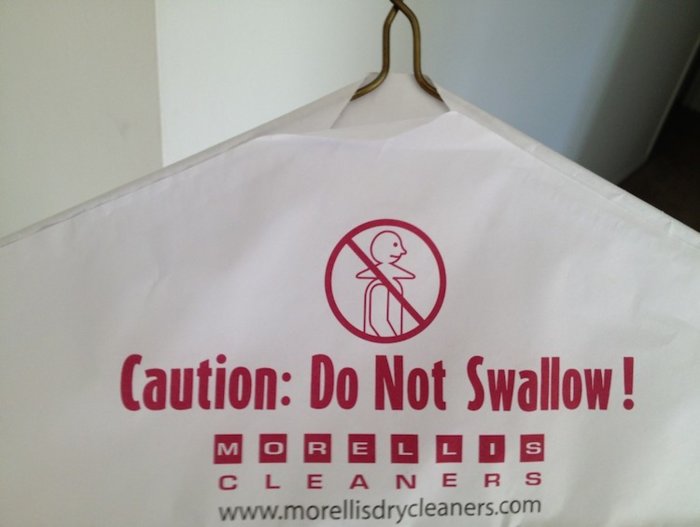 Caution: Do Not Swallow!
MORELLIS
CLEANERS
www.morellisdrycleaners.com